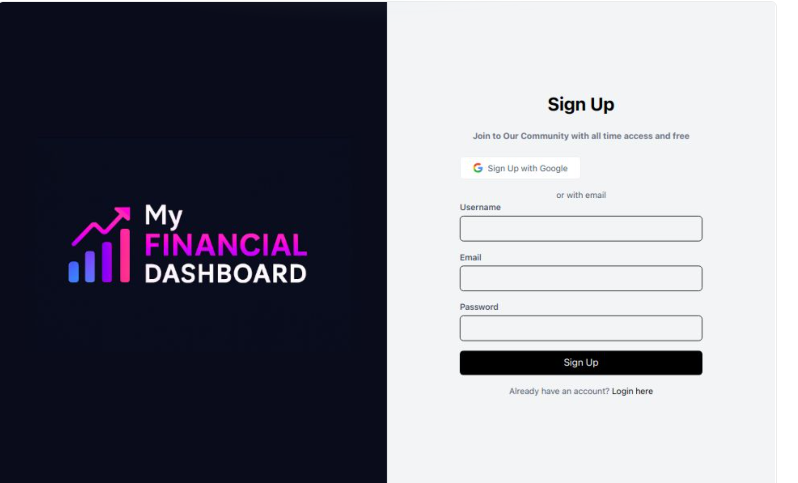 My
FINANCIAL
DASHBOARD
Sign Up
Join to Our Community with all time access and free
Sign Up with Google
or with email
Username
Email
Password
Sign Up
Already have an account? Login here